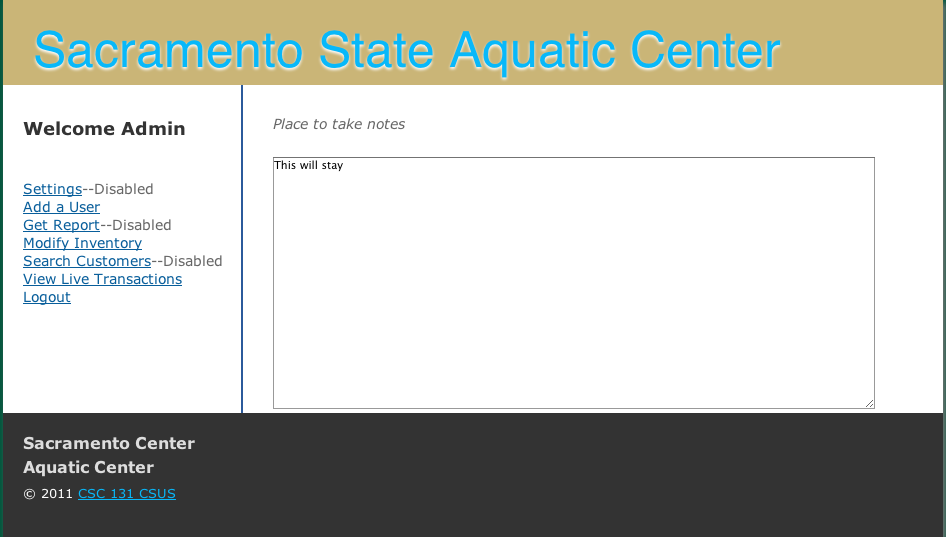 Sacramento State Aquatic Center
Welcome Admin
Settings--Disabled
Add a User
Get Report--Disabled
Modify Inventory
Search Customers--Disabled
View Live Transactions
Logout
Place to take notes
This will stay
Sacramento Center
Aquatic Center
© 2011 CSC 131 CSUS